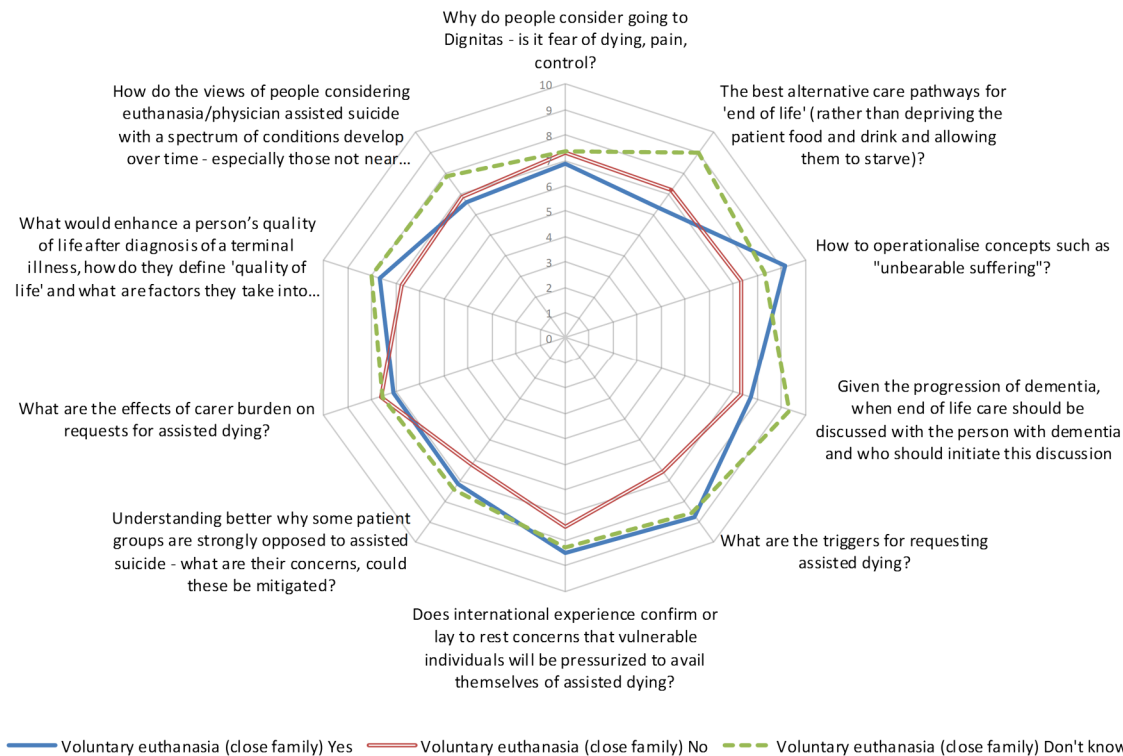 Why do people consider going to
Dignitas - is it fear of dying, pain,
control?
How do the views of people considering
euthanasia/physician assisted suicide
with a spectrum of conditions develop
over time - especially those not near...
The best alternative care pathways for
'end of life' (rather than depriving the
patient food and drink and allowing
them to starve)?
10
9
8
7
6
5
4
3
2
1
0
What would enhance a person’s quality
of life after diagnosis of a terminal
illness, how do they define 'quality of
life' and what are factors they take into...
How to operationalise concepts such as
"unbearable suffering"?
What are the effects of carer burden on
requests for assisted dying?
Given the progression of dementia,
when end of life care should be
discussed with the person with dementia
and who should initiate this discussion
Understanding better why some patient
groups are strongly opposed to assisted
suicide - what are their concerns, could
these be mitigated?
What are the triggers for requesting
assisted dying?
Does international experience confirm or
lay to rest concerns that vulnerable
individuals will be pressurized to avail
themselves of assisted dying?
Voluntary euthanasia (close family) Yes
Voluntary euthanasia (close family) No
Voluntary euthanasia (close family) Don't know